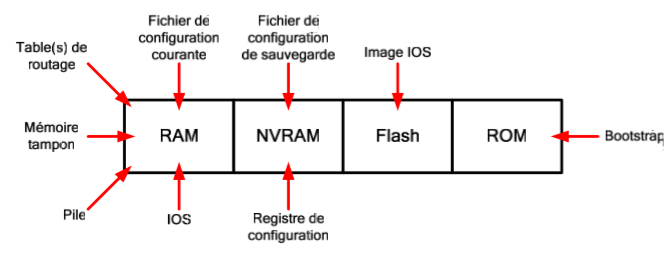 Fichier de
configuration
courante
Fichier de
configuration
de sauvegarde
Table(s) de
routage
Image IOS
Mémoire
tampon
RAM
NVRAM
Flash
ROM
Bootstrap
Pile
IOS
Registre de
configuration